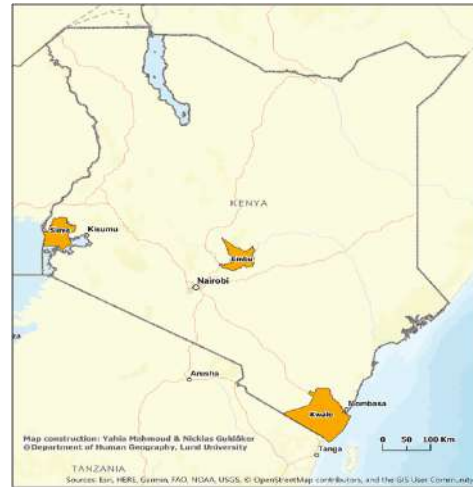 KENYA
Siaya
Kisumu
Embu
Nairobi
Arusha
Kwale
Mombasa
Tanga
0 50 100 Km
Map construction: Yahia Mahmoud & Nicklas Guldåker
©Department of Human Geography, Lund University
TANZANIA
Sources: Esri, HERE, Garmin, FAO, NOAA, USGS, © OpenStreetMap contributors, and the GIS User Community